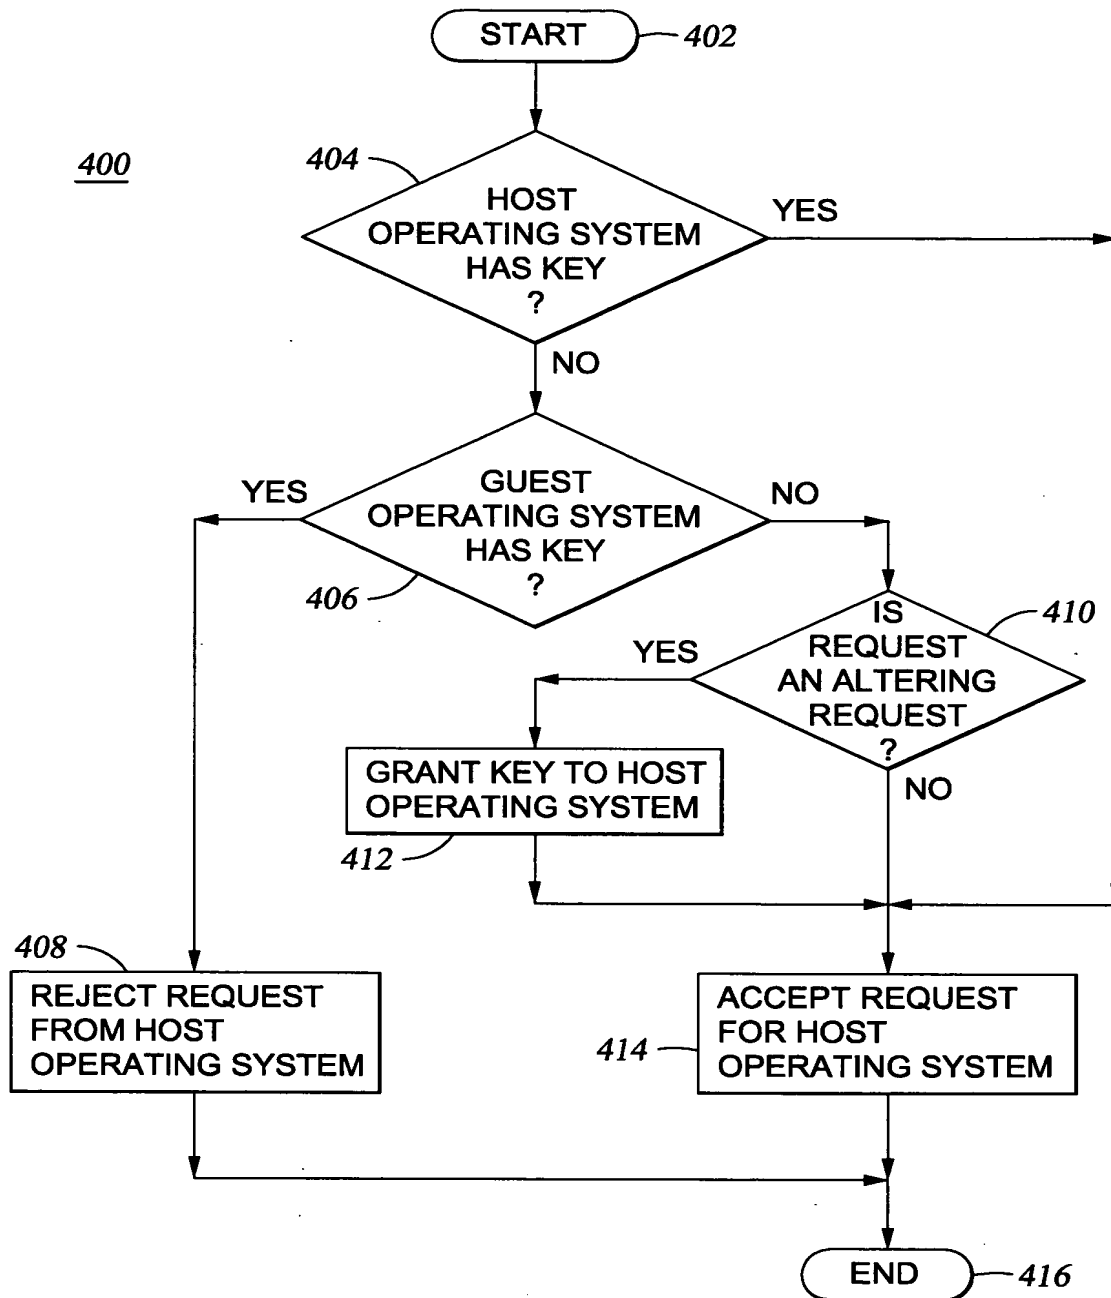 START
402
400
404
HOST
OPERATING SYSTEM
HAS KEY
?
YES
NO
YES
GUEST
OPERATING SYSTEM
HAS KEY
?
NO
406
IS
REQUEST
AN ALTERING
REQUEST
?
410
YES
NO
GRANT KEY TO HOST
OPERATING SYSTEM
412
408
REJECT REQUEST
FROM HOST
OPERATING SYSTEM
414
ACCEPT REQUEST
FOR HOST
OPERATING SYSTEM
END
416